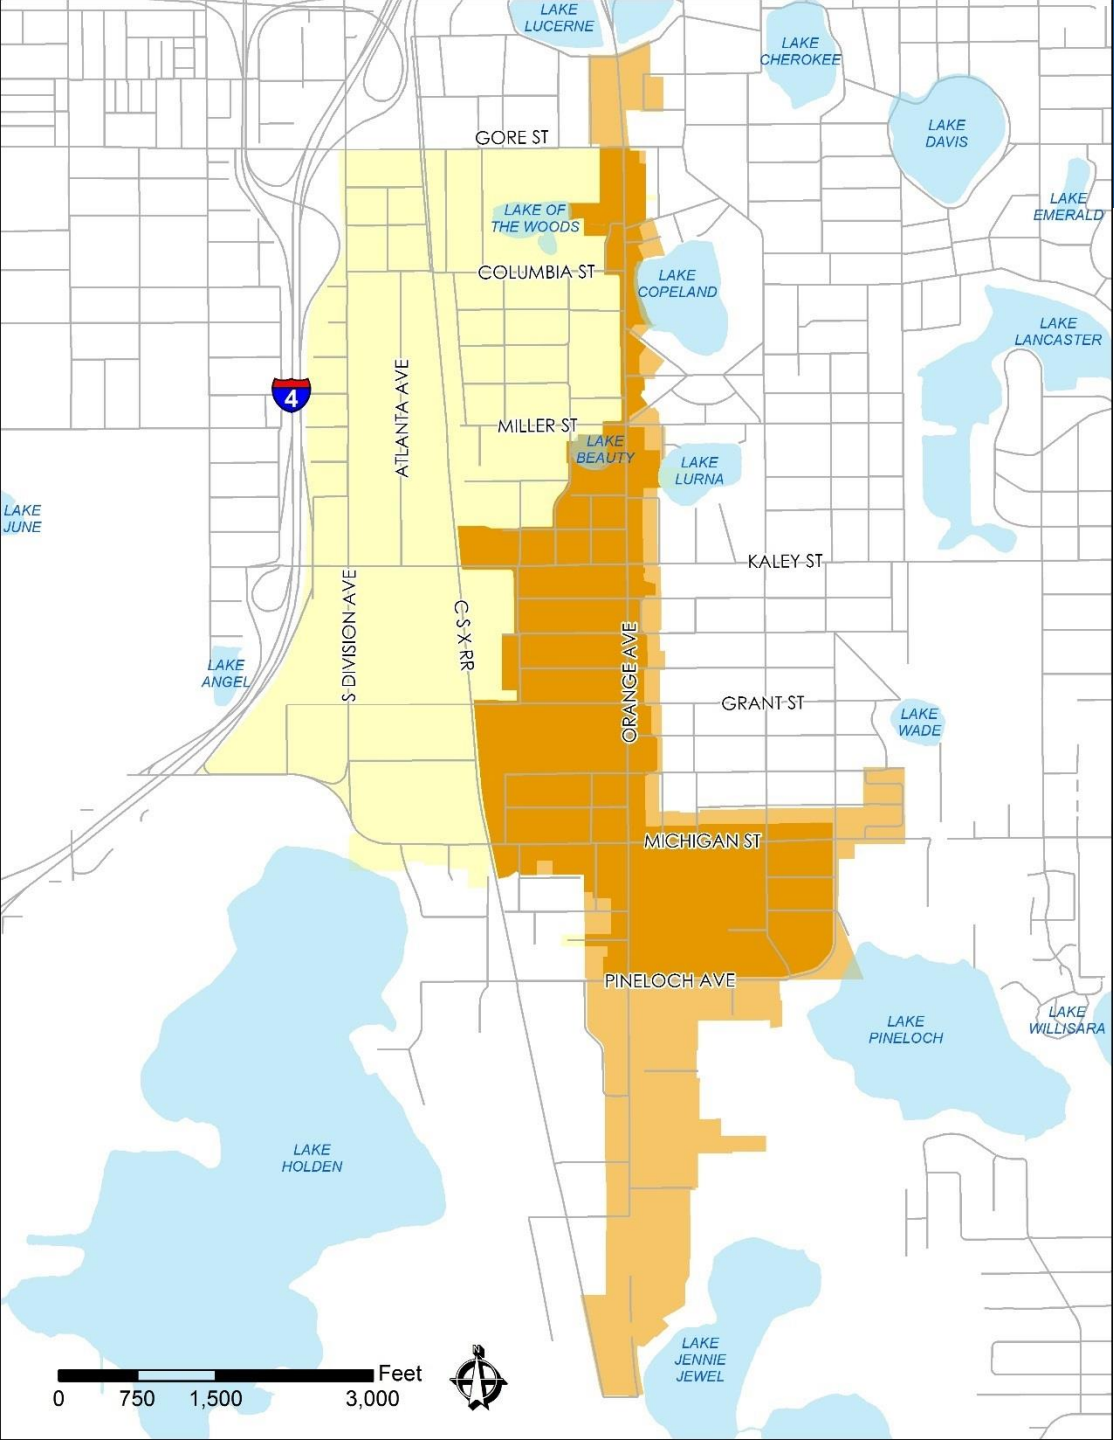 LAKE
LUCERNE
LAKE
CHEROKEE
LAKE
DAVIS
GORE ST
LAKE
EMERALD
LAKE OF
THE WOODS
COLUMBIA ST
LAKE
COPELAND
LAKE
LANCASTER
4
ATLANTA AVE
MILLER ST
LAKE
BEAUTY
LAKE
LURNA
LAKE
JUNE
KALEY ST
S DIVISION AVE
C-S-X-RR
ORANGE AVE
LAKE
ANGEL
GRANT ST
LAKE
WADE
MICHIGAN ST
PINELOCH AVE
LAKE
PINELOCH
LAKE
WILLISARA
LAKE
HOLDEN
LAKE
JENNIE
JEWEL
N
Feet
0 750 1,500 3,000